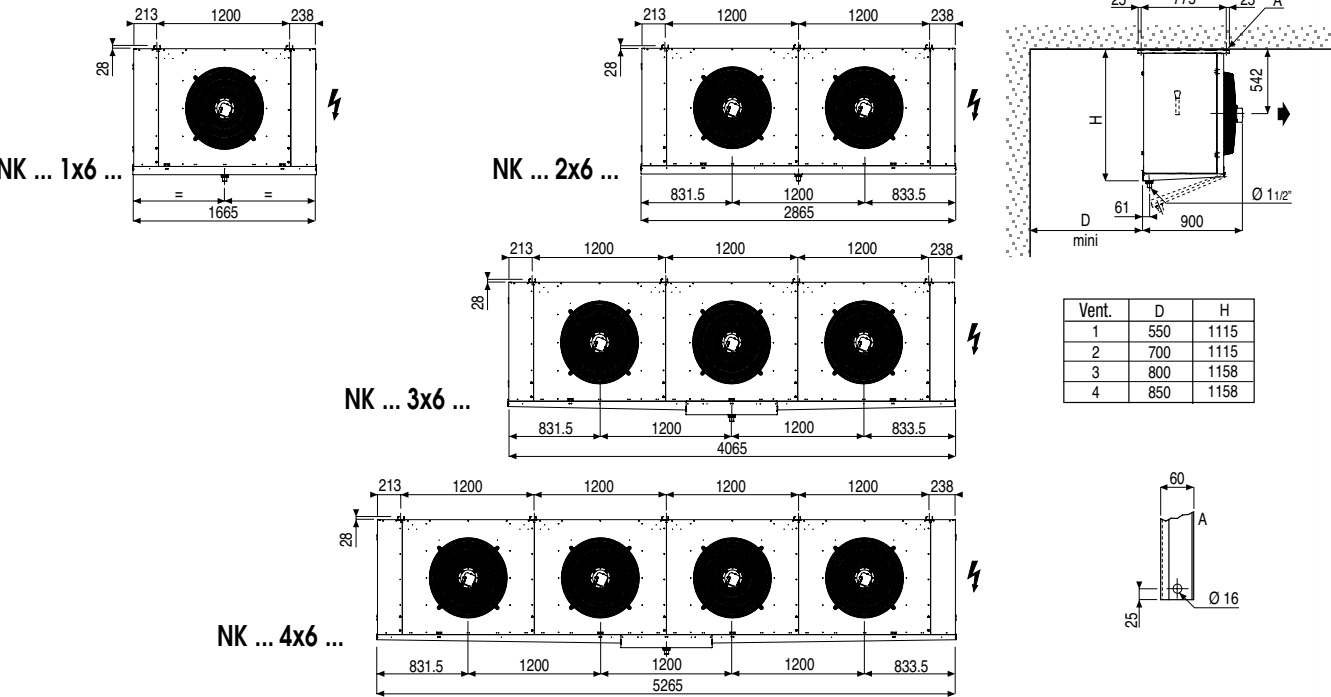 213 1200 238
28
NK ... 1x6 ...
= =
1665
213 1200 1200 238
28
NK ... 2x6 ...
831.5 1200 833.5
2865
A
542
H
Ø 1 1/2"
61 900
D
mini
213 1200 1200 1200 238
28
NK ... 3x6 ...
831.5 1200 1200 833.5
4065
Vent. D H
1 550 1115
2 700 1115
3 800 1158
4 850 1158
213 1200 1200 1200 1200 238
28
NK ... 4x6 ...
831.5 1200 1200 1200 833.5
5265
60
A
Ø 16
25